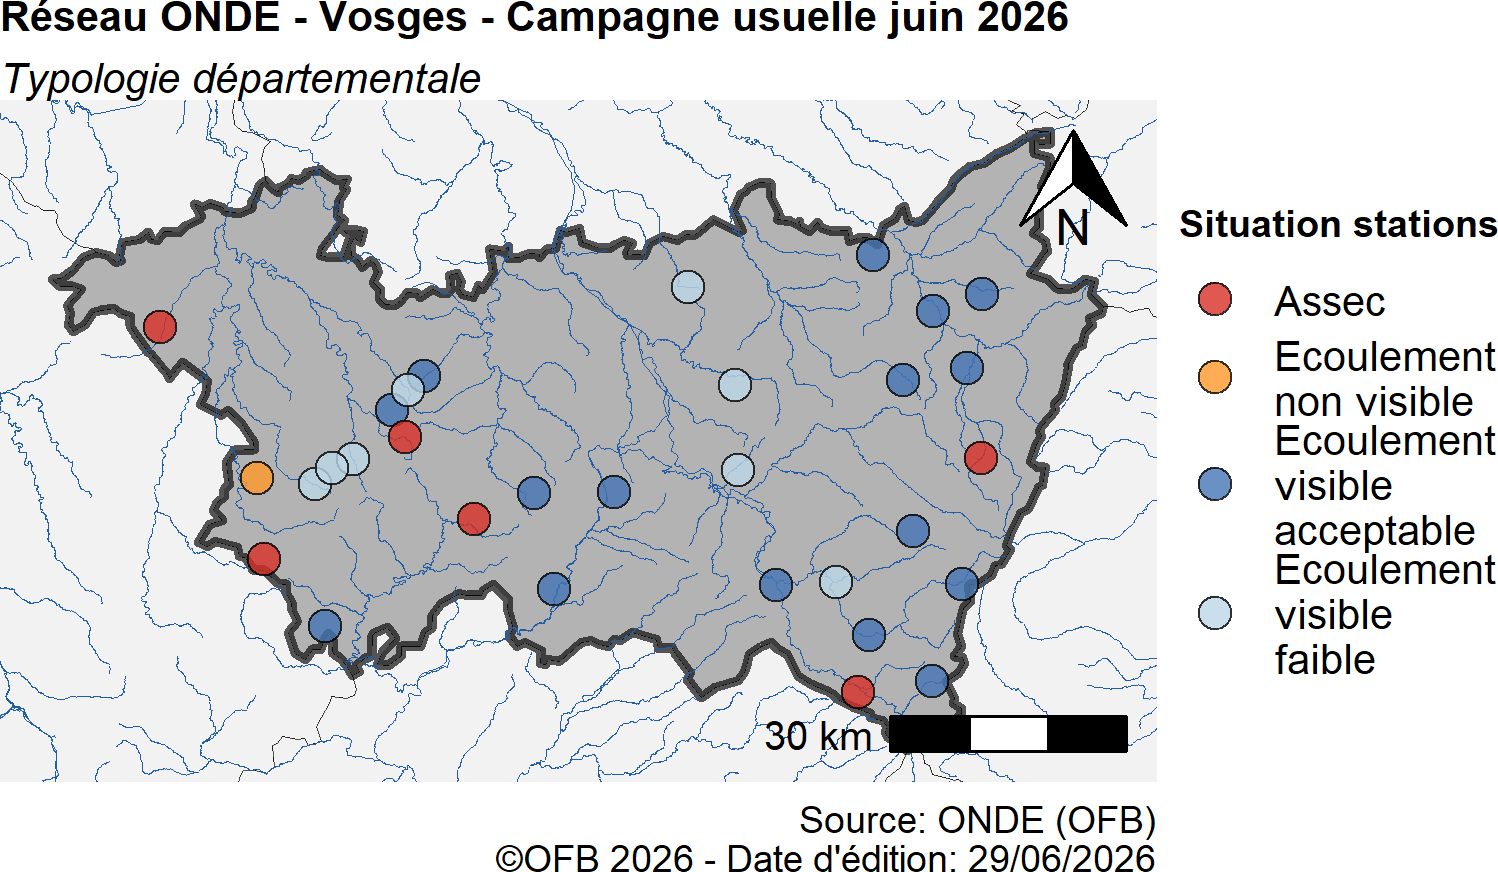 Réseau ONDE - Vosges - Campagne usuelle juin 2026
Typologie départementale
N
30 km
Situation stations
Assec
Ecoulement
non visible
Ecoulement
visible
acceptable
Ecoulement
visible
faible
Source: ONDE (OFB)
©OFB 2026 - Date d'édition: 29/06/2026